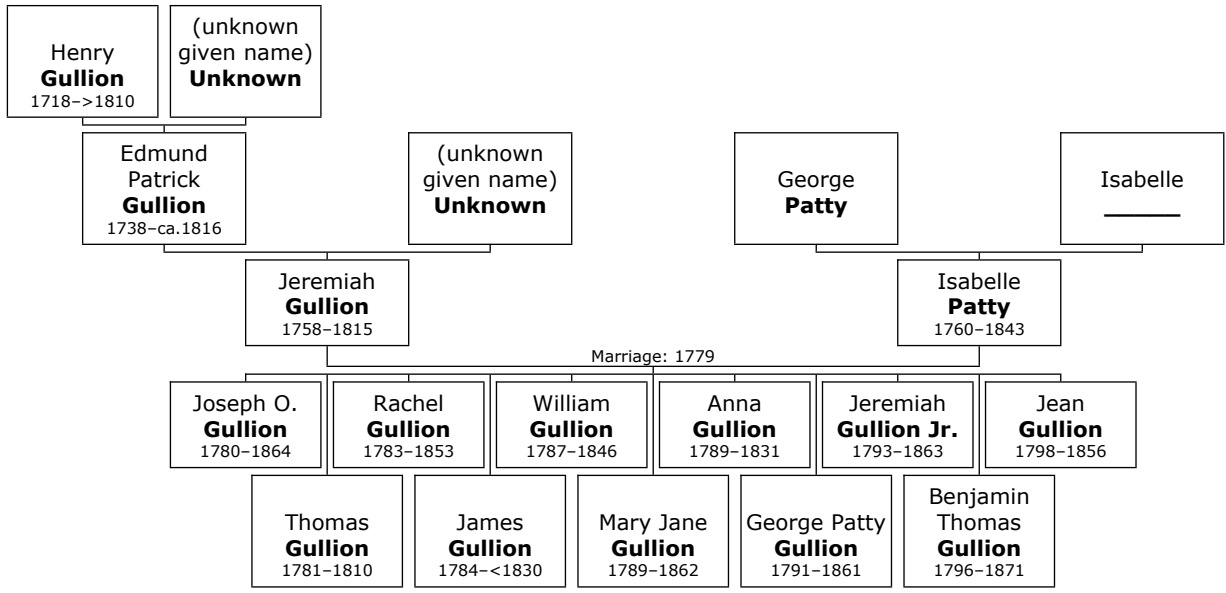 Henry
Gullion
1718–>1810
(unknown
given name)
Unknown
Edmund
Patrick
Gullion
1738–ca.1816
(unknown
given name)
Unknown
George
Patty
Isabelle
______
Jeremiah
Gullion
1758–1815
Isabelle
Patty
1760–1843
Marriage: 1779
Joseph O.
Gullion
1780–1864
Rachel
Gullion
1783–1853
William
Gullion
1787–1846
Anna
Gullion
1789–1831
Jeremiah
Gullion Jr.
1793–1863
Jean
Gullion
1798–1856
Thomas
Gullion
1781–1810
James
Gullion
1784–<1830
Mary Jane
Gullion
1789–1862
George Patty
Gullion
1791–1861
Benjamin
Thomas
Gullion
1796–1871